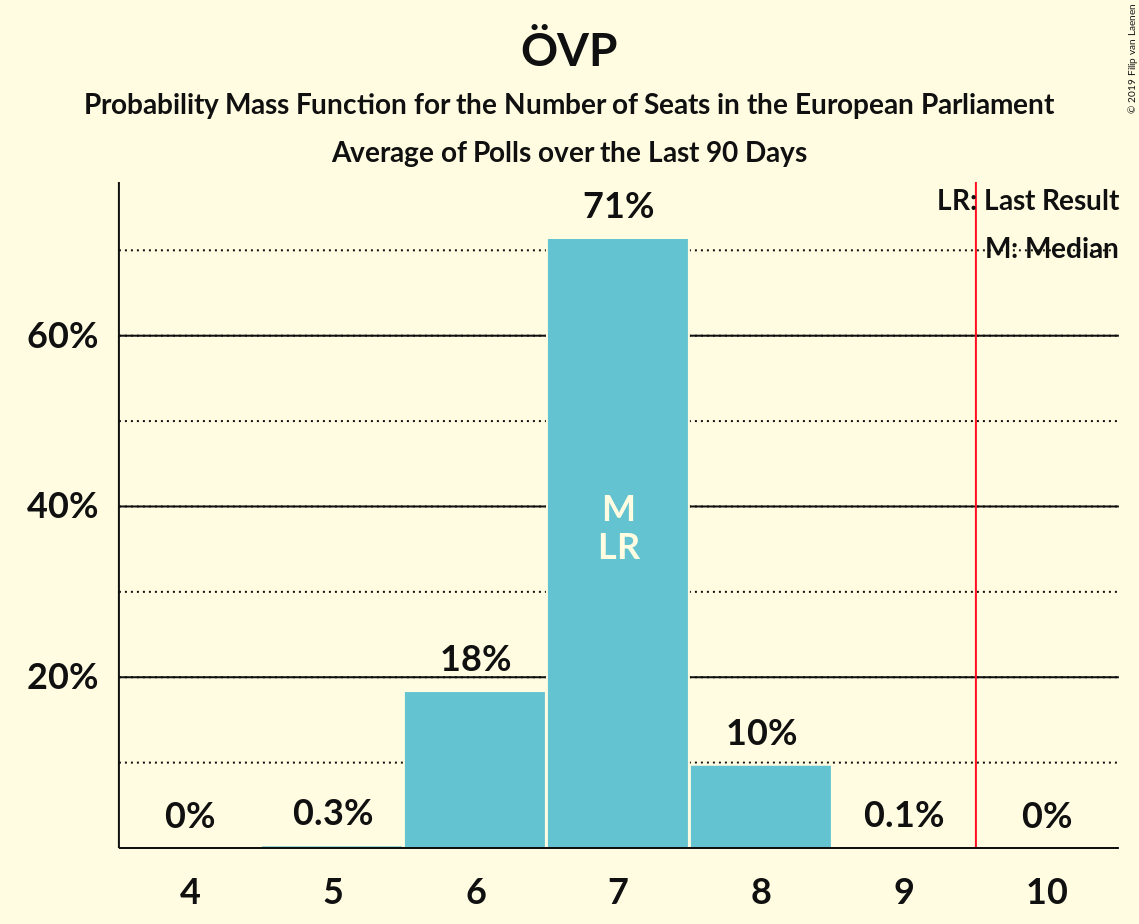 ÖVP
Probability Mass Function for the Number of Seats in the European Parliament
Average of Polls over the Last 90 Days
© 2019 Filip van Laenen
LR: Last Result
M: Median
71%
60%
40%
20%
M
LR
18%
10%
0%
0.3%
0.1%
0%
4 5 6 7 8 9 10